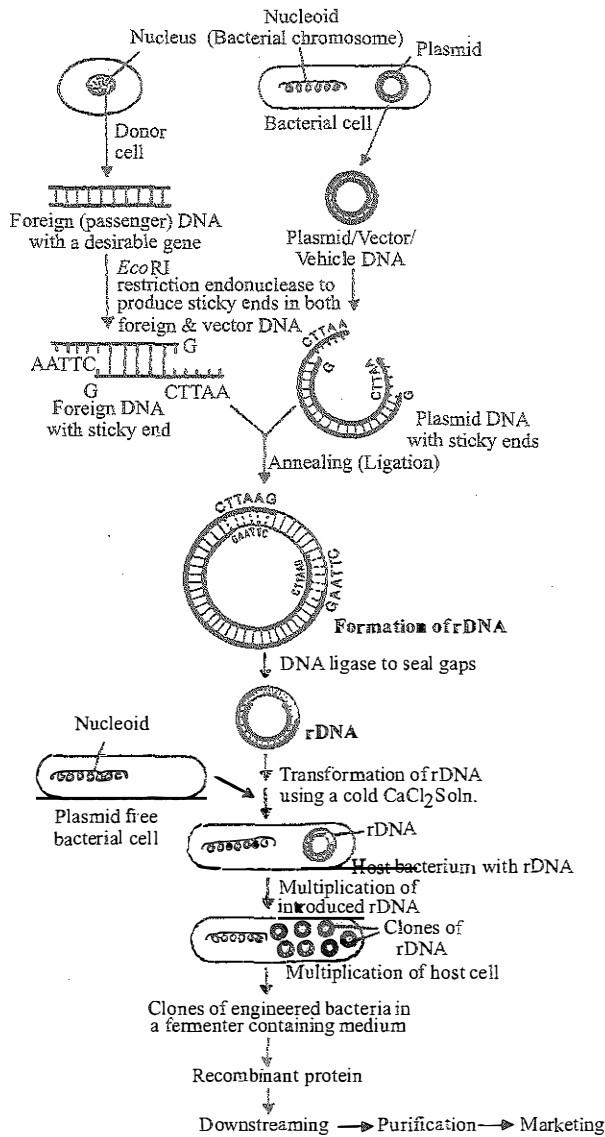 Nucleoid
Nucleus (Bacterial chromosome)
Plasmid
Bacterial cell
Donor
cell
Foreign (passenger) DNA
with a desirable gene
Plasmid/Vector/
Vehicle DNA
EcoRI
restriction endonuclease to
produce sticky ends in both
foreign & vector DNA
G
AATTC
G
CTTAA
Foreign DNA
with sticky end
CTTAA
G
CTTAA
G
Plasmid DNA
with sticky ends
Annealing (Ligation)
CTTAAG
GAATTC
CTTAAG
GAATTC
Formation of rDNA
DNA ligase to seal gaps
rDNA
Nucleoid
Plasmid free
bacterial cell
Transformation of rDNA
using a cold CaCl2Soln.
rDNA
Host bacterium with rDNA
Multiplication of
introduced rDNA
Clones of
rDNA
Multiplication of host cell
Clones of engineered bacteria in
a fermenter containing medium
Recombinant protein
Downstreaming → Purification → Marketing